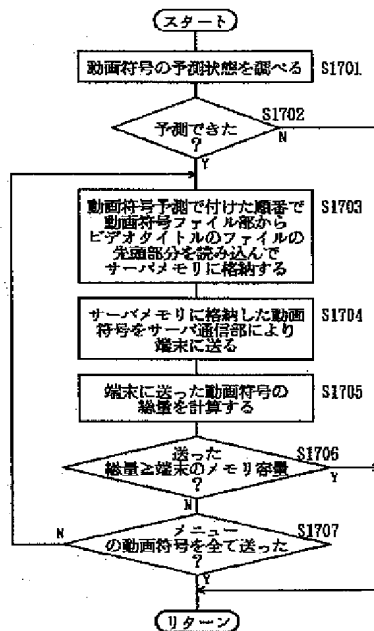 スタート
動画符号の予測状態を調べる S1701
S1702
予測できた N
?
Y
動画符号予測で付けた順番で S1703
動画符号ファイル部から
ビデオタイトルのファイルの
先頭部分を読み込んで
サーバメモリに格納する
サーバメモリに格納した動画 S1704
符号をサーバ通信部により
端末に送る
端末に送った動画符号の S1705
総量を計算する
送った S1706
総量≧端末のメモリ容量
? Y
N
メニュー S1707
N の動画符号を全て送った
?
Y
リターン